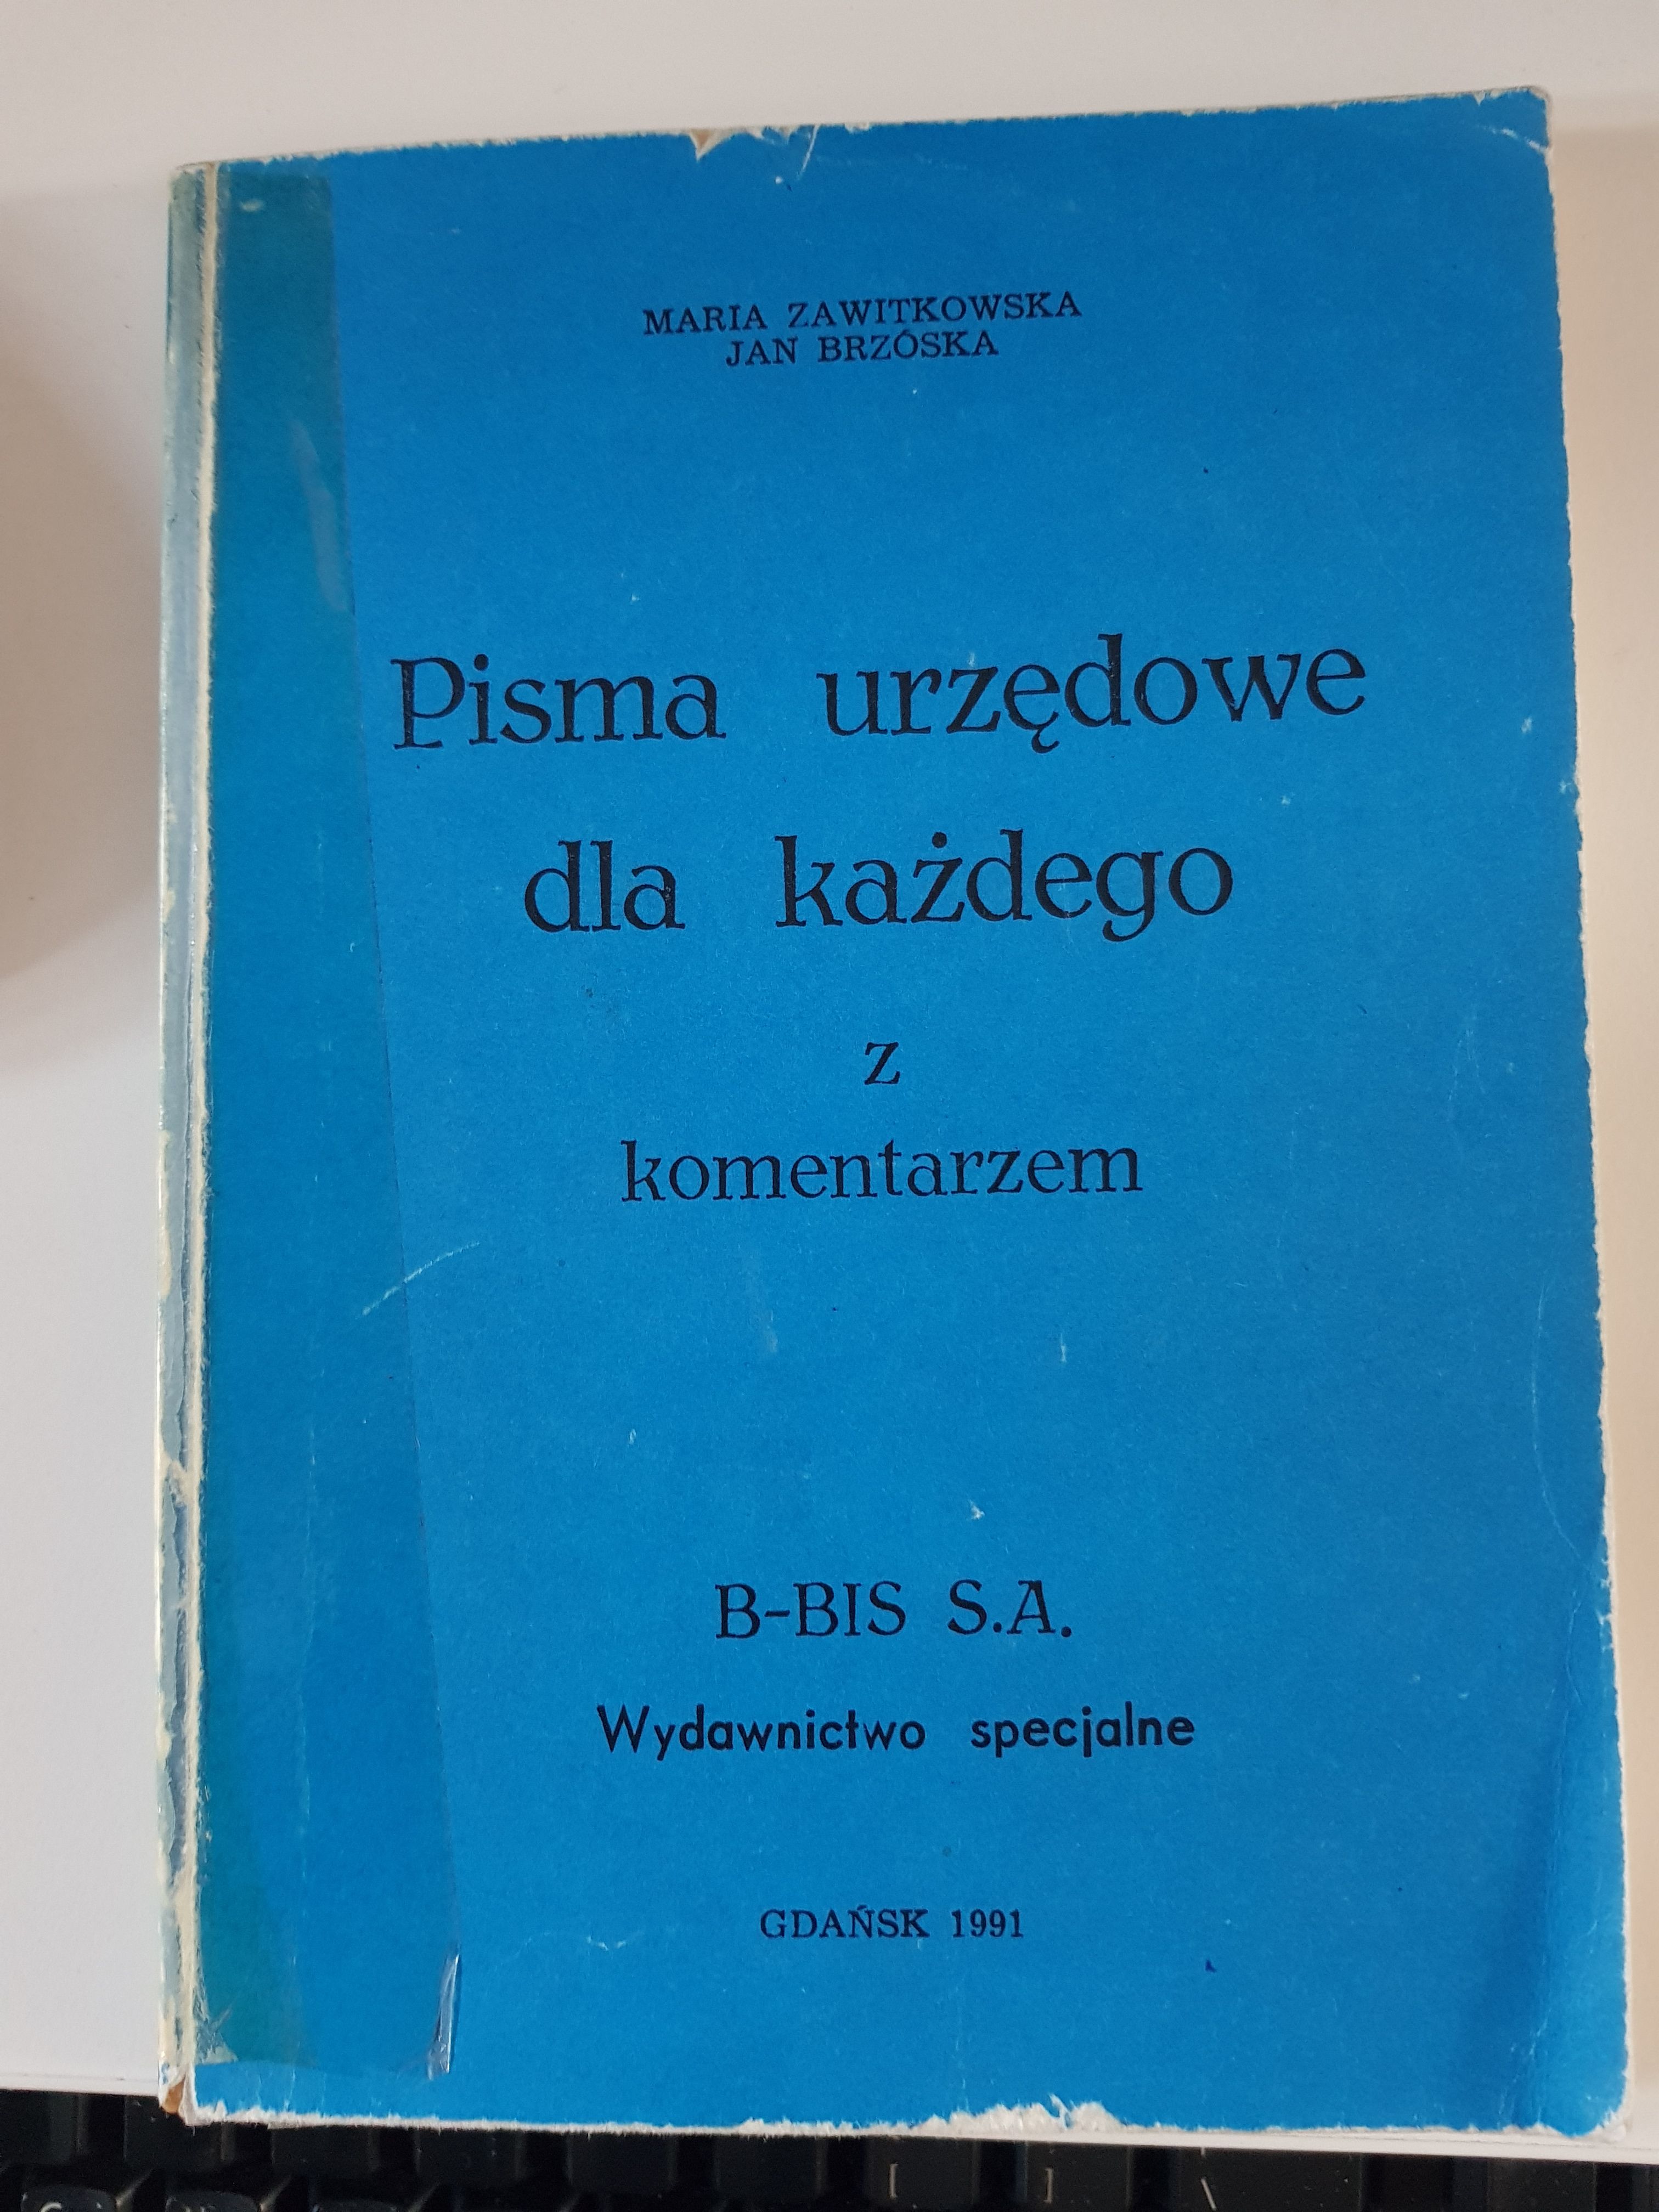 MARIA ZAWITKOWSKA
JAN BRZÓSKA
Pisma urzędowe
dla każdego
z
komentarzem
B-BIS S.A.
Wydawnictwo specjalne
GDAŃSK 1991
[ ] \